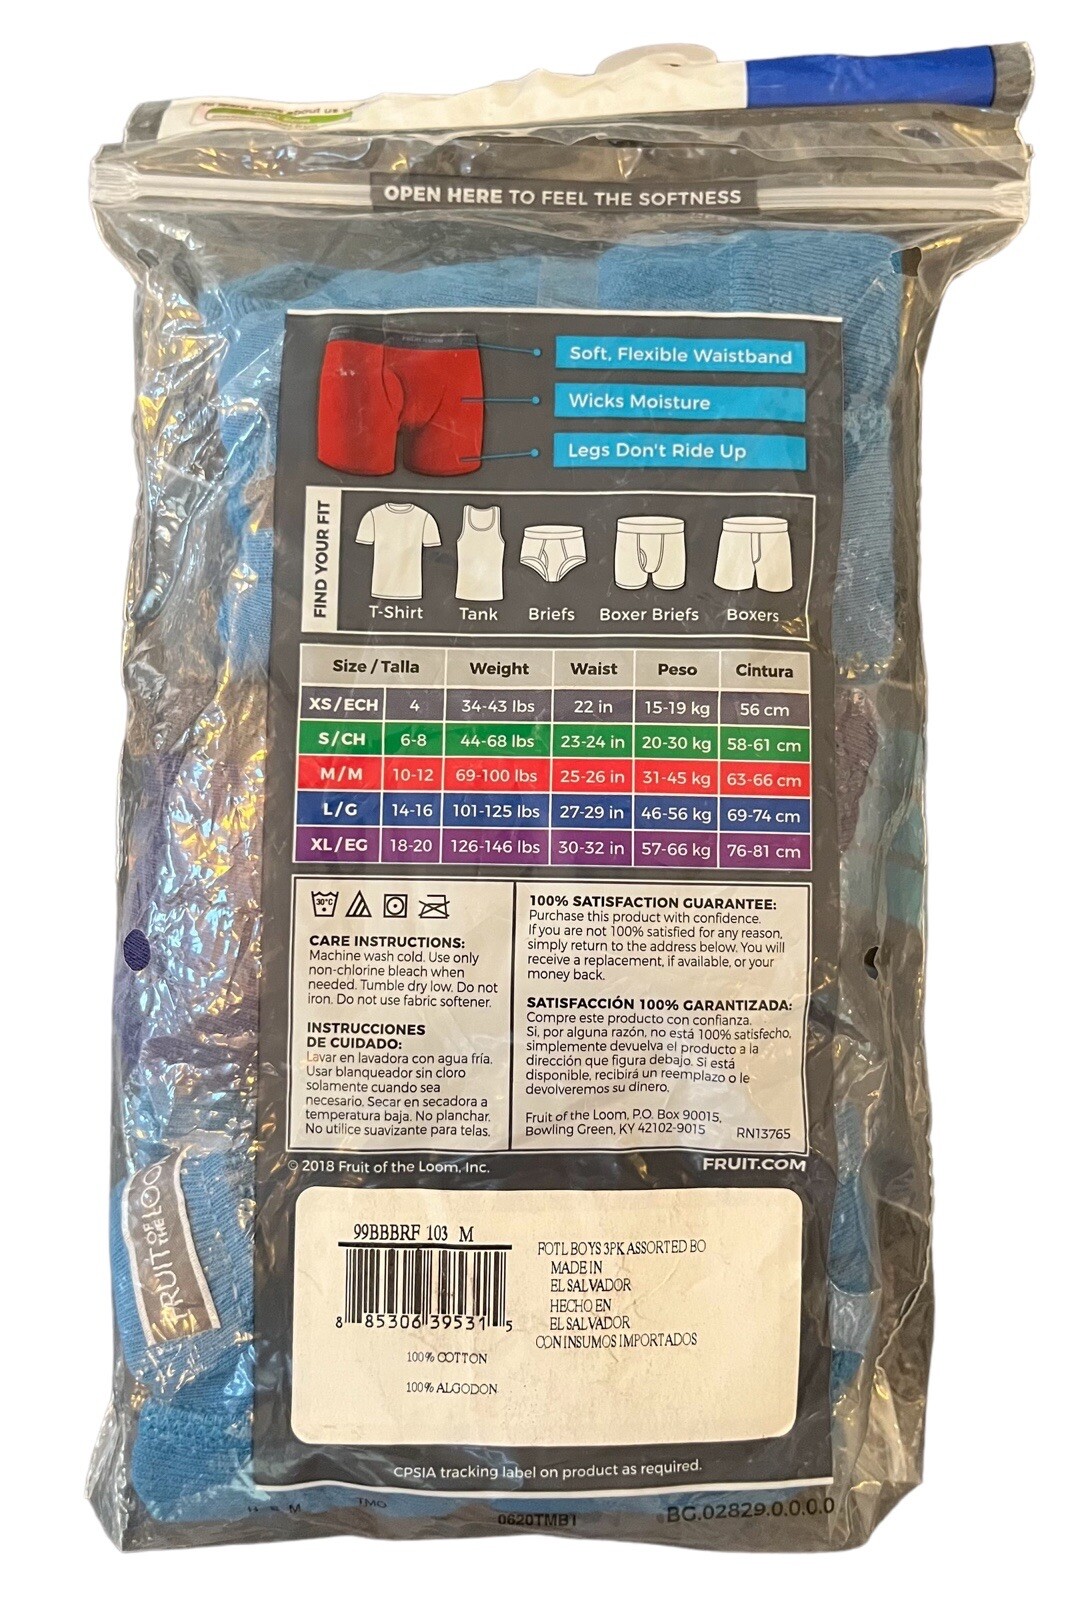 about us
OPEN HERE TO FEEL THE SOFTNESS
Soft, Flexible Waistband
Wicks Moisture
Legs Don't Ride Up
FIND YOUR FIT
T-Shirt Tank Briefs Boxer Briefs Boxers
Size / Talla Weight Waist Peso Cintura
XS/ECH 4 34-43 lbs 22 in 15-19 kg 56 cm
S/CH 6-8 44-68 lbs 23-24 in 20-30 kg 58-61 cm
M/M 10-12 69-100 lbs 25-26 in 31-45 kg 63-66 cm
L/G 14-16 101-125 lbs 27-29 in 46-56 kg 69-74 cm
XL/EG 18-20 126-146 lbs 30-32 in 57-66 kg 76-81 cm
30°C
CARE INSTRUCTIONS:
Machine wash cold. Use only
non-chlorine bleach when
needed. Tumble dry low. Do not
iron. Do not use fabric softener.
INSTRUCCIONES
DE CUIDADO:
Lavar en lavadora con agua fría.
Usar blanqueador sin cloro
solamente cuando sea
necesario. Secar en secadora a
temperatura baja. No planchar.
No utilice suavizante para telas.
100% SATISFACTION GUARANTEE:
Purchase this product with confidence.
If you are not 100% satisfied for any reason,
simply return to the address below. You will
receive a replacement, if available, or your
money back.
SATISFACCIÓN 100% GARANTIZADA:
Compre este producto con confianza.
Si, por alguna razón, no está 100% satisfecho,
simplemente devuelva el producto a la
dirección que figura debajo. Si está
disponible, recibirá un reemplazo o le
devolveremos su dinero.
Fruit of the Loom, P.O. Box 90015,
Bowling Green, KY 42102-9015 RN13765
© 2018 Fruit of the Loom, Inc. FRUIT.COM
FRUIT OF THE LOO
99BBBRF 103 M
8 85306 39531 5
100% COTTON
100% ALGODON
FOTL BOYS 3PK ASSORTED BO
MADE IN
EL SALVADOR
HECHO EN
EL SALVADOR
CON INSUMOS IMPORTADOS
CPSIA tracking label on product as required.
TMO
0620TMB1
BG.02829.0.0.0.0